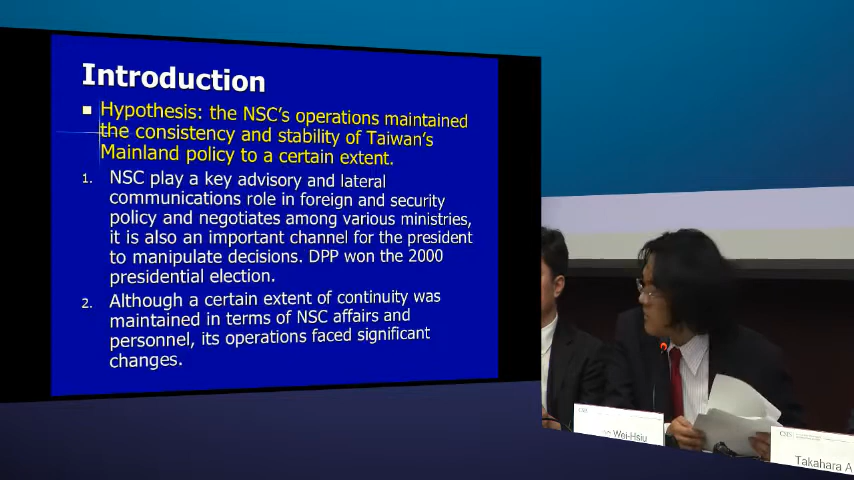 Introduction
Hypothesis: the NSC's operations maintained
the consistency and stability of Taiwan's
Mainland policy to a certain extent.
1. NSC play a key advisory and lateral
communications role in foreign and security
policy and negotiates among various ministries,
it is also an important channel for the president
to manipulate decisions. DPP won the 2000
presidential election.
2. Although a certain extent of continuity was
maintained in terms of NSC affairs and
personnel, its operations faced significant
changes.
CSIS
Wei-Hsiu
CSIS
Takahara A